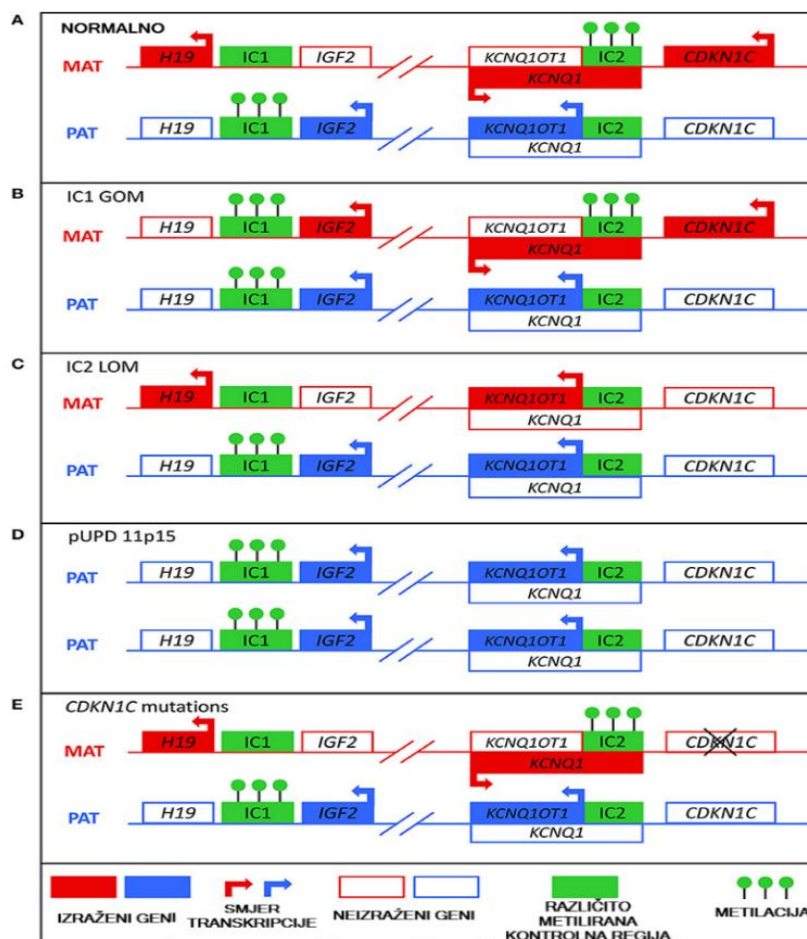 A
NORMALNO
MAT H19 IC1 IGF2 KCNQ1OT1 IC2 CDKN1C
KCNQ1
PAT H19 IC1 IGF2 KCNQ1OT1 IC2 CDKN1C
KCNQ1
B
IC1 GOM
MAT H19 IC1 IGF2 KCNQ1OT1 IC2 CDKN1C
KCNQ1
PAT H19 IC1 IGF2 KCNQ1OT1 IC2 CDKN1C
KCNQ1
C
IC2 LOM
MAT H19 IC1 IGF2 KCNQ1OT1 IC2 CDKN1C
KCNQ1
PAT H19 IC1 IGF2 KCNQ1OT1 IC2 CDKN1C
KCNQ1
D
pUPD 11p15
PAT H19 IC1 IGF2 KCNQ1OT1 IC2 CDKN1C
KCNQ1
PAT H19 IC1 IGF2 KCNQ1OT1 IC2 CDKN1C
KCNQ1
E
CDKN1C mutations
MAT H19 IC1 IGF2 KCNQ1OT1 IC2 CDKN1C
KCNQ1
PAT H19 IC1 IGF2 KCNQ1OT1 IC2 CDKN1C
KCNQ1
IZRAŽENI GENI
SMJER
TRANSKRIPCIJE
NEIZRAŽENI GENI
RAZLIČITO
METILIRANA
KONTROLNA REGIJA
METILACIJA